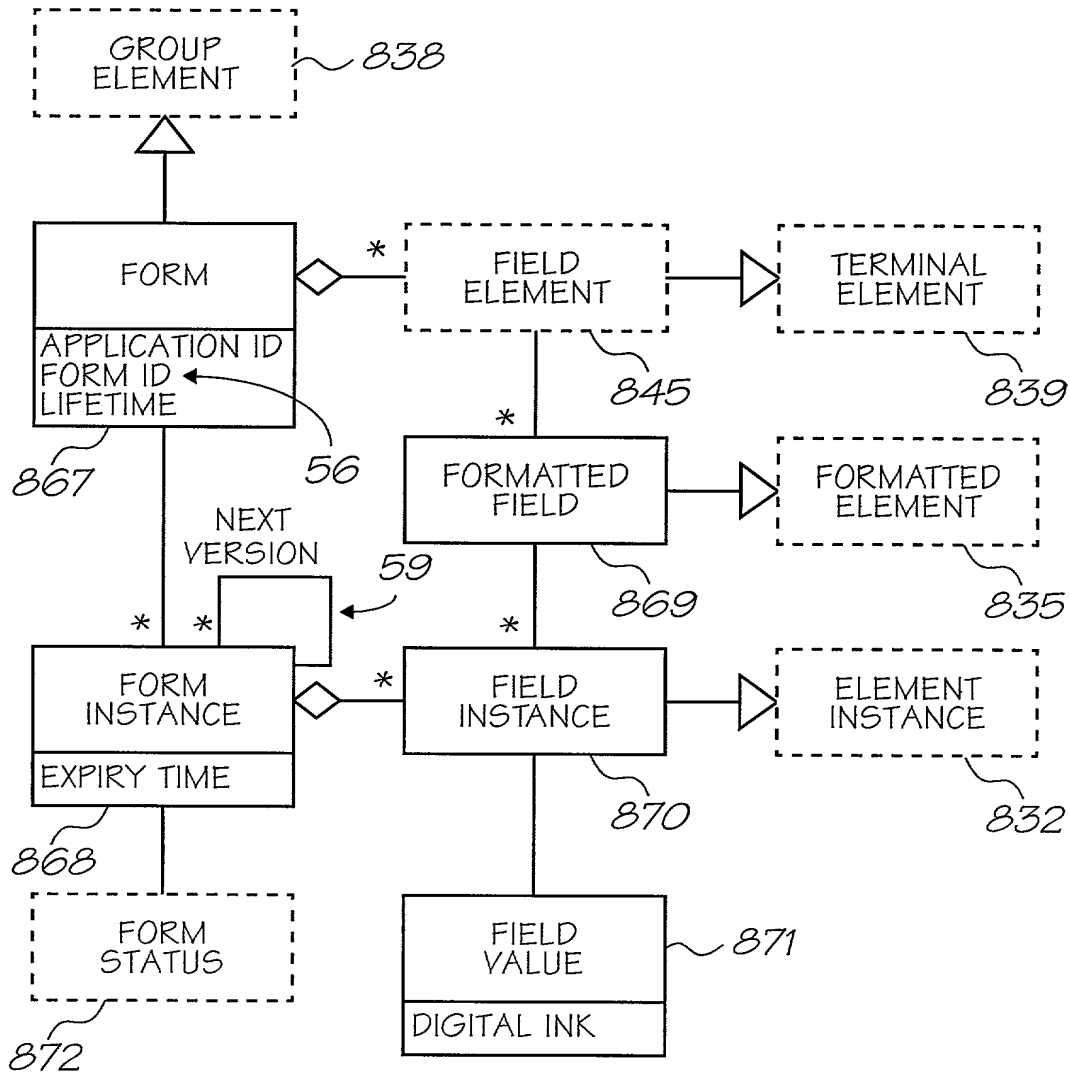 GROUP
ELEMENT
838
FORM
APPLICATION ID
FORM ID
LIFETIME
867
56
*
FIELD
ELEMENT
845
TERMINAL
ELEMENT
839
*
FORMATTED
FIELD
869
FORMATTED
ELEMENT
835
NEXT
VERSION
59
*
*
FORM
INSTANCE
EXPIRY TIME
868
*
*
FIELD
INSTANCE
870
ELEMENT
INSTANCE
832
FORM
STATUS
872
FIELD
VALUE
DIGITAL INK
871